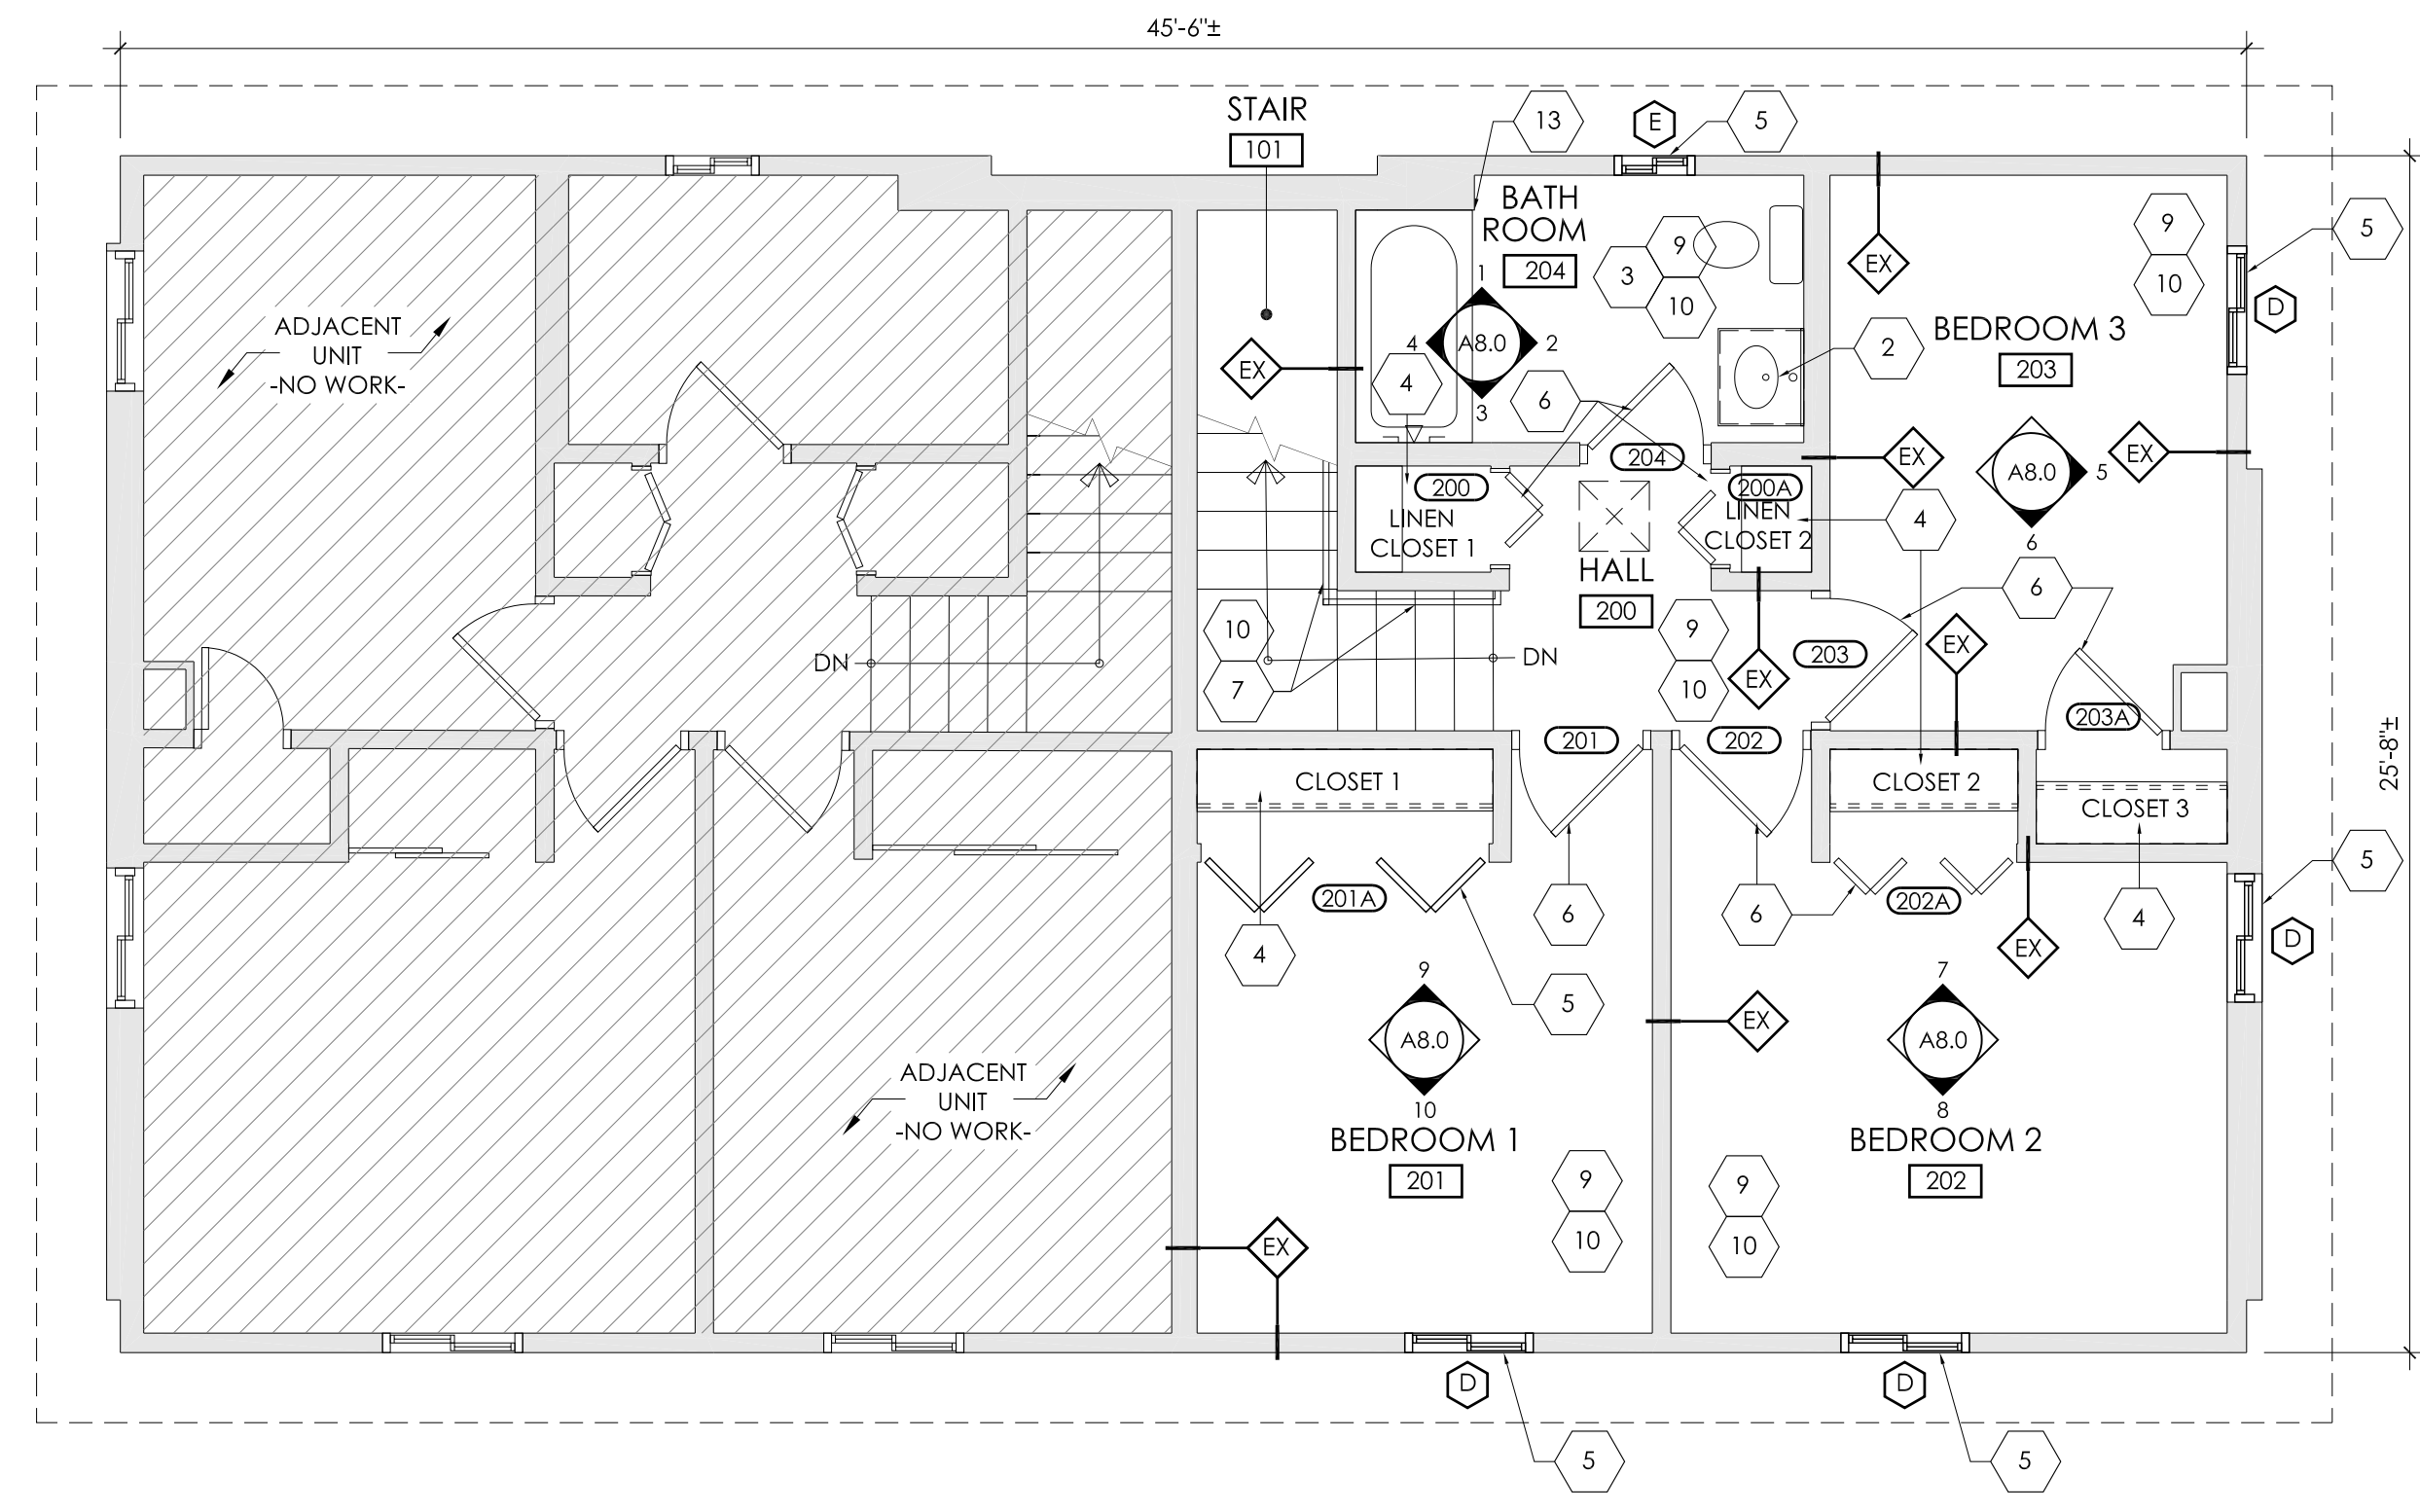 45'-6"±
STAIR
101
13
E
5
BATH
ROOM
204
9
3
10
1
A8.0
4
2
3
EX
9
10
5
D
EX
BEDROOM 3
203
2
4
6
ADJACENT
UNIT
-NO WORK-
EX
EX
A8.0
5
6
204
200
200A
LINEN
CLOSET 1
LINEN
CLOSET 2
4
HALL
200
6
10
7
9
10
DN
DN
EX
203
EX
203A
201
202
25'-8"±
CLOSET 1
CLOSET 2
CLOSET 3
5
201A
202A
6
6
4
4
EX
D
5
9
A8.0
10
7
A8.0
8
EX
ADJACENT
UNIT
-NO WORK-
BEDROOM 1
201
BEDROOM 2
202
9
10
9
10
EX
D
D
5
5